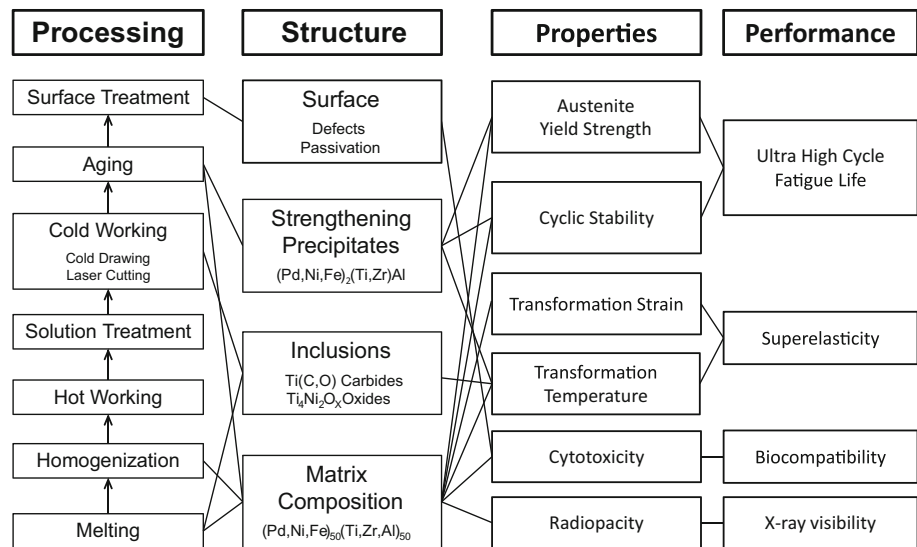 Processing
Structure
Properties
Performance
Surface Treatment
Aging
Cold Working
Cold Drawing
Laser Cutting
Solution Treatment
Hot Working
Homogenization
Melting
Surface
Defects
Passivation
Strengthening
Precipitates
(Pd,Ni,Fe)₂(Ti,Zr)Al
Inclusions
Ti(C,O) Carbides
Ti₄Ni₂Oₓ Oxides
Matrix
Composition
(Pd,Ni,Fe)₅₀(Ti,Zr,Al)₅₀
Austenite
Yield Strength
Cyclic Stability
Transformation Strain
Transformation
Temperature
Cytotoxicity
Radiopacity
Ultra High Cycle
Fatigue Life
Superelasticity
Biocompatibility
X-ray visibility